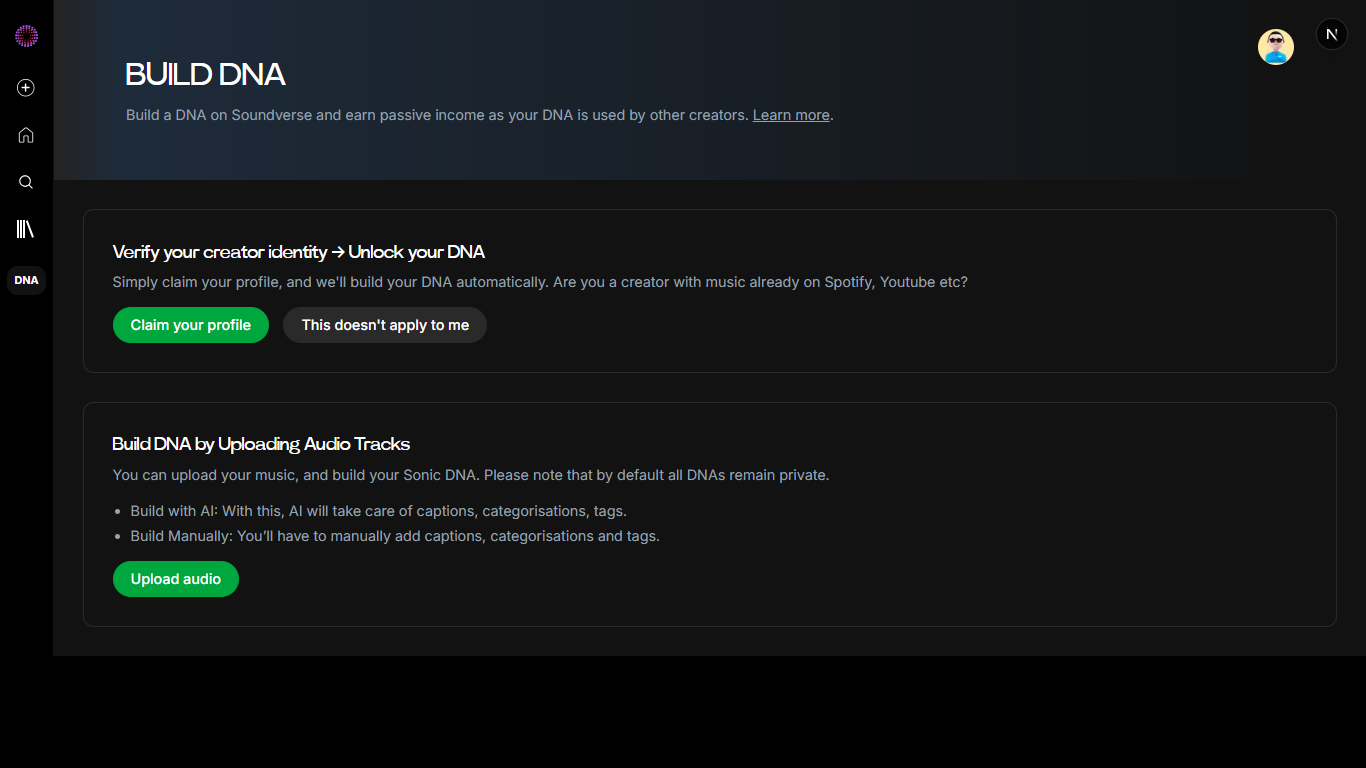 BUILD DNA
N
Build a DNA on Soundverse and earn passive income as your DNA is used by other creators. Learn more.
DNA
Verify your creator identity → Unlock your DNA
Simply claim your profile, and we'll build your DNA automatically. Are you a creator with music already on Spotify, Youtube etc?
Claim your profile
This doesn't apply to me
Build DNA by Uploading Audio Tracks
You can upload your music, and build your Sonic DNA. Please note that by default all DNAs remain private.
• Build with AI: With this, AI will take care of captions, categorisations, tags.
• Build Manually: You’ll have to manually add captions, categorisations and tags.
Upload audio